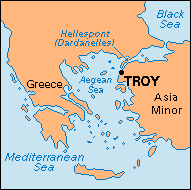 Black
Sea
Hellespont
(Dardanelles)
TROY
Greece
Aegean
Sea
Asia
Minor
Mediterranean
Sea